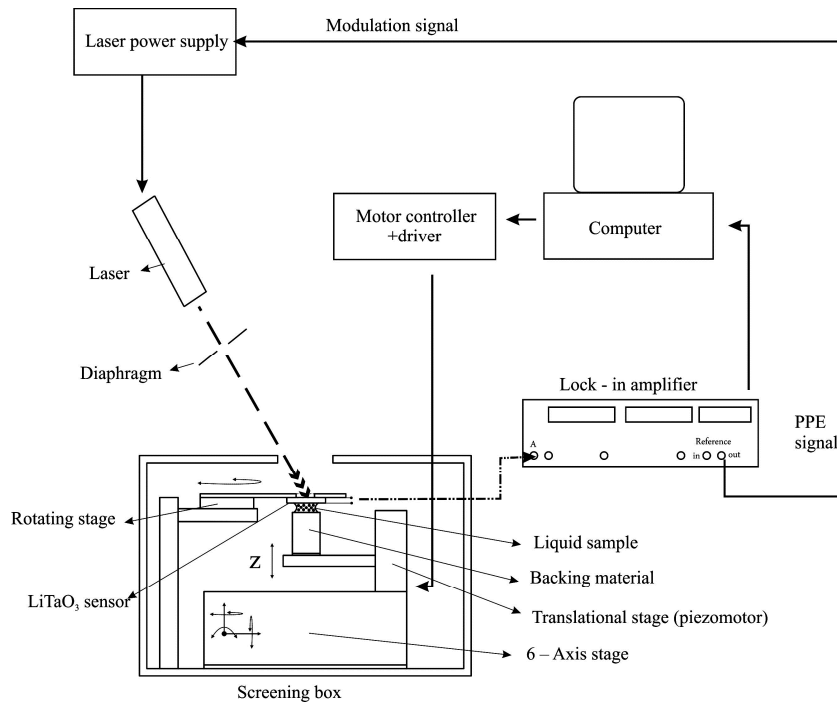 Modulation signal
Laser power supply
Motor controller
+driver
Computer
Laser
Diaphragm
Lock - in amplifier
PPE
signal
A
Reference
in
out
Rotating stage
Liquid sample
Z
Backing material
LiTaO3 sensor
Translational stage (piezomotor)
6 – Axis stage
Screening box